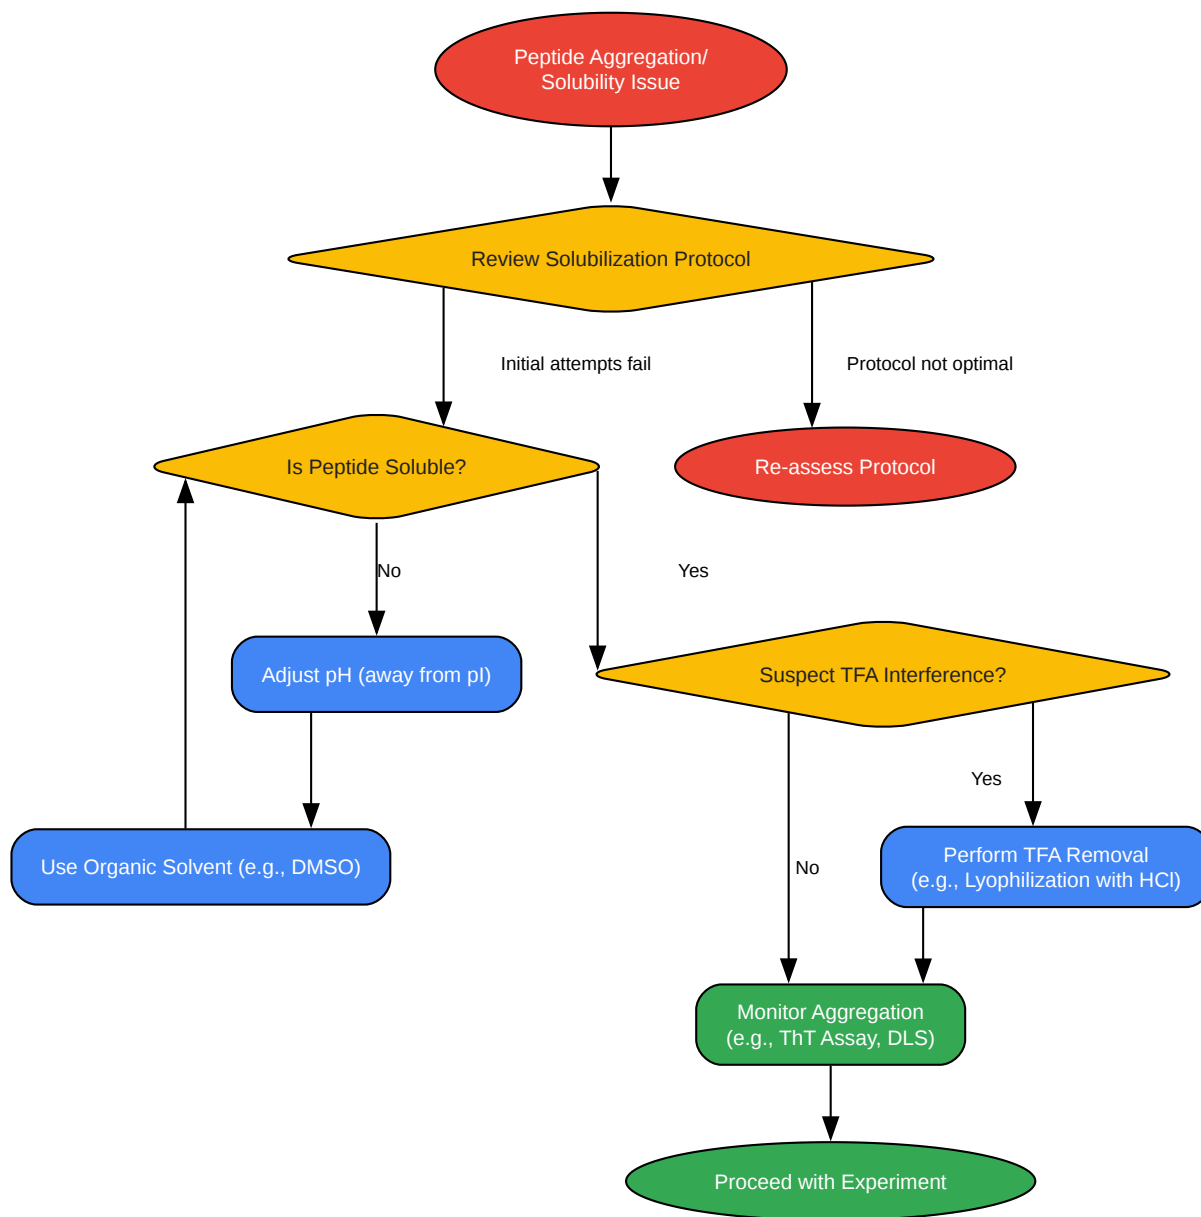 Peptide Aggregation/
Solubility Issue
Review Solubilization Protocol
Initial attempts fail
Protocol not optimal
Is Peptide Soluble?
Re-assess Protocol
No
Yes
Adjust pH (away from pI)
Suspect TFA Interference?
Yes
Use Organic Solvent (e.g., DMSO)
No
Perform TFA Removal
(e.g., Lyophilization with HCl)
Monitor Aggregation
(e.g., ThT Assay, DLS)
Proceed with Experiment